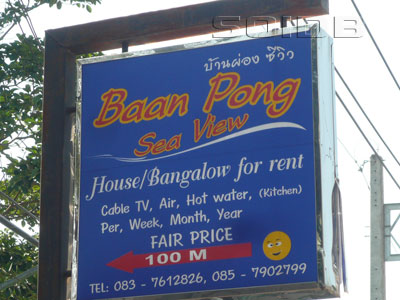 SOIDB
บ้านผ่อง ซีวิว
Baan Pong
Sea View
House/Bangalow for rent
Cable TV, Air, Hot water, (Kitchen)
Per, Week, Month, Year
FAIR PRICE
100 M
TEL: 083 - 7612826, 085 - 7902799